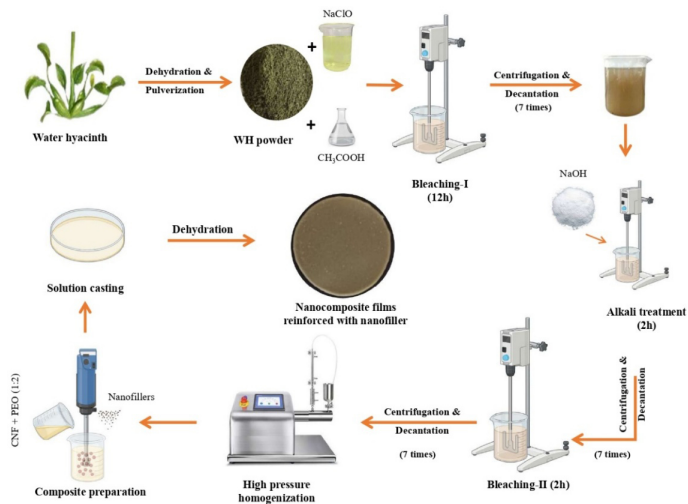 NaClO
+
Dehydration &
Pulverization
Water hyacinth
WH powder
+
CH₃COOH
Bleaching-I
(12h)
Centrifugation &
Decantation
(7 times)
NaOH
Alkali treatment
(2h)
Centrifugation &
Decantation
(7 times)
Bleaching-II (2h)
Centrifugation &
Decantation
(7 times)
High pressure
homogenization
Nanofillers
CNF + PEO (1:2)
Composite preparation
Solution casting
Dehydration
Nanocomposite films
reinforced with nanofiller